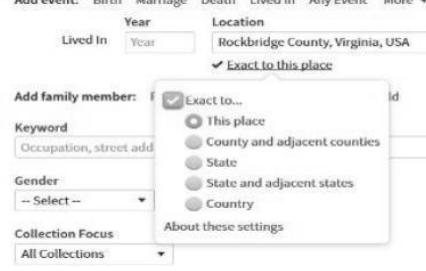 Add event: Birth Marriage Death Lived In Any Event More
Year Location
Lived In Year Rockbridge County, Virginia, USA
✔ Exact to this place
Add family member:
Exact to...
This place
County and adjacent counties
State
State and adjacent states
Country
About these settings
Keyword
Occupation, street add
Gender
-- Select --
Collection Focus
All Collections